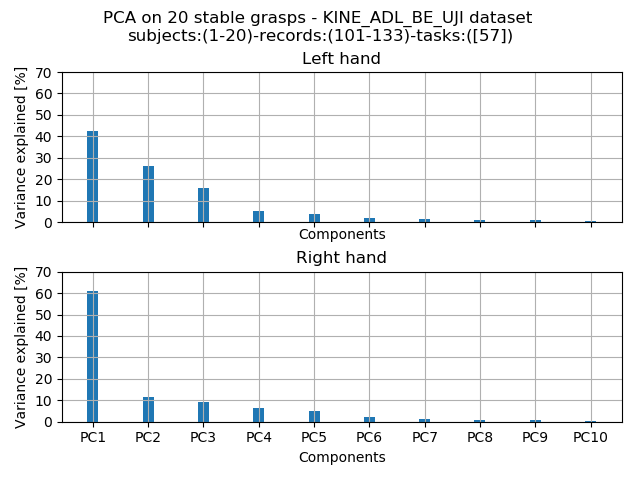 PCA on 20 stable grasps - KINE_ADL_BE_UJI dataset
subjects:(1-20)-records:(101-133)-tasks:([57])
Left hand
Variance explained [%]
70
60
50
40
30
20
10
0
Components
Right hand
Variance explained [%]
70
60
50
40
30
20
10
0
PC1 PC2 PC3 PC4 PC5 PC6 PC7 PC8 PC9 PC10
Components